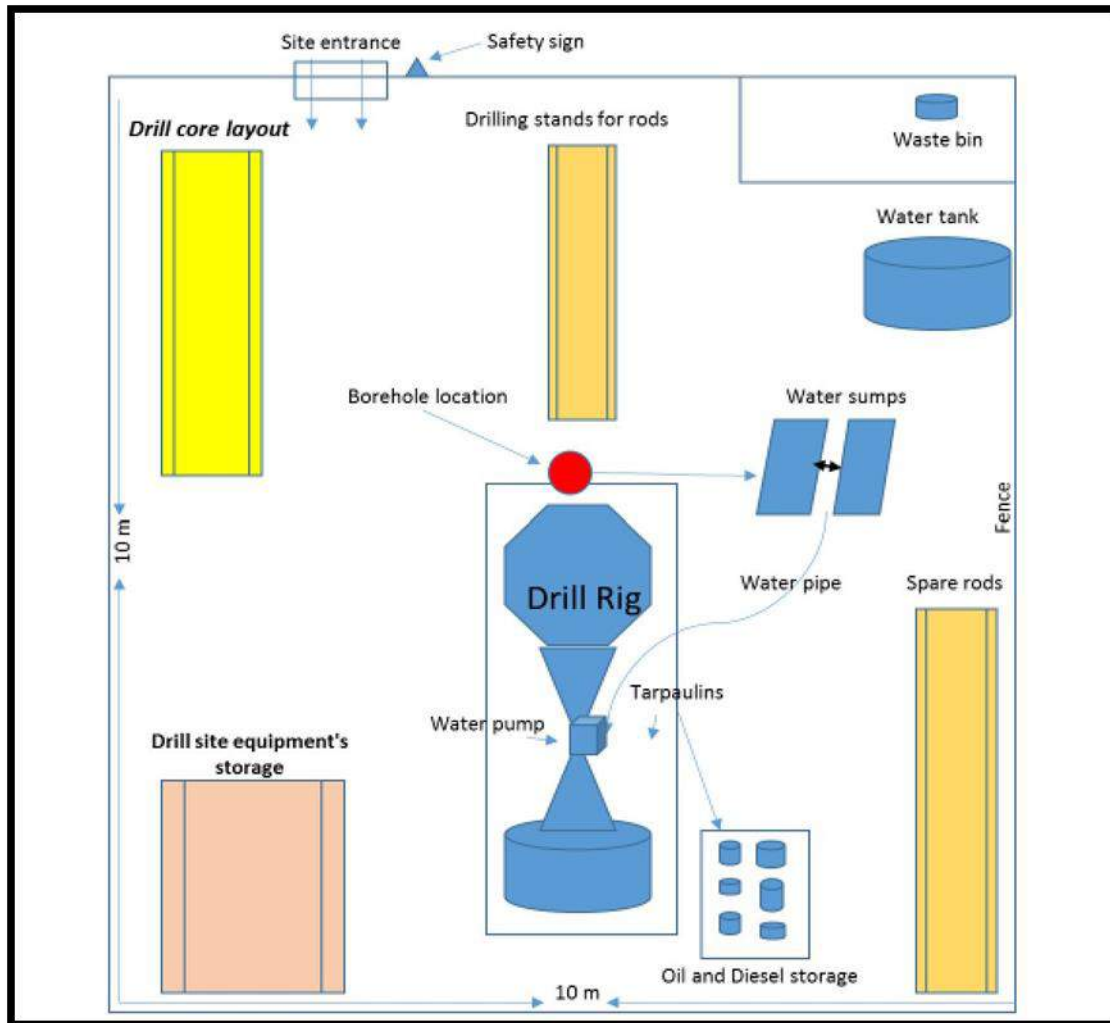 Site entrance
Safety sign
Drill core layout
Drilling stands for rods
Waste bin
Water tank
Borehole location
Water sumps
10 m
Fence
Drill Rig
Water pipe
Spare rods
Tarpaulins
Water pump
Drill site equipment's
storage
Oil and Diesel storage
10 m